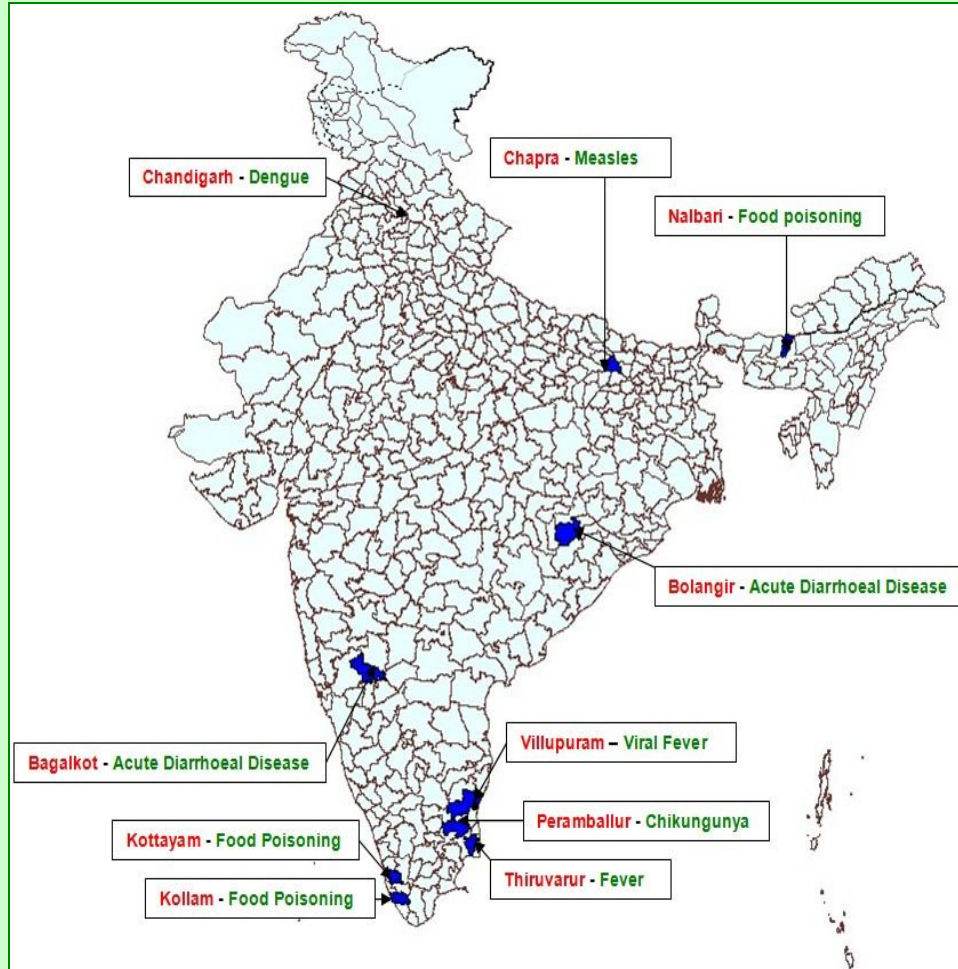 Chapra - Measles
Chandigarh - Dengue
Nalbari - Food poisoning
Bolangir - Acute Diarrhoeal Disease
Villupuram – Viral Fever
Bagalkot - Acute Diarrhoeal Disease
Peramballur - Chikungunya
Kottayam - Food Poisoning
Thiruvarur - Fever
Kollam - Food Poisoning